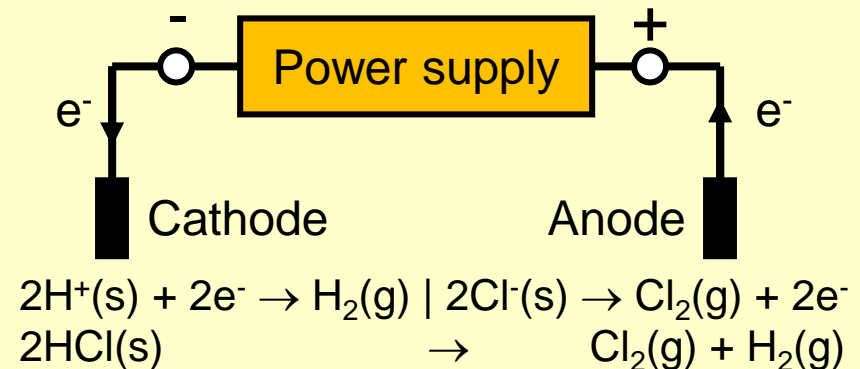 - +
Power supply
e⁻ e⁻
Cathode Anode
2H⁺(s) + 2e⁻ → H₂(g) | 2Cl⁻(s) → Cl₂(g) + 2e⁻
2HCl(s) → Cl₂(g) + H₂(g)